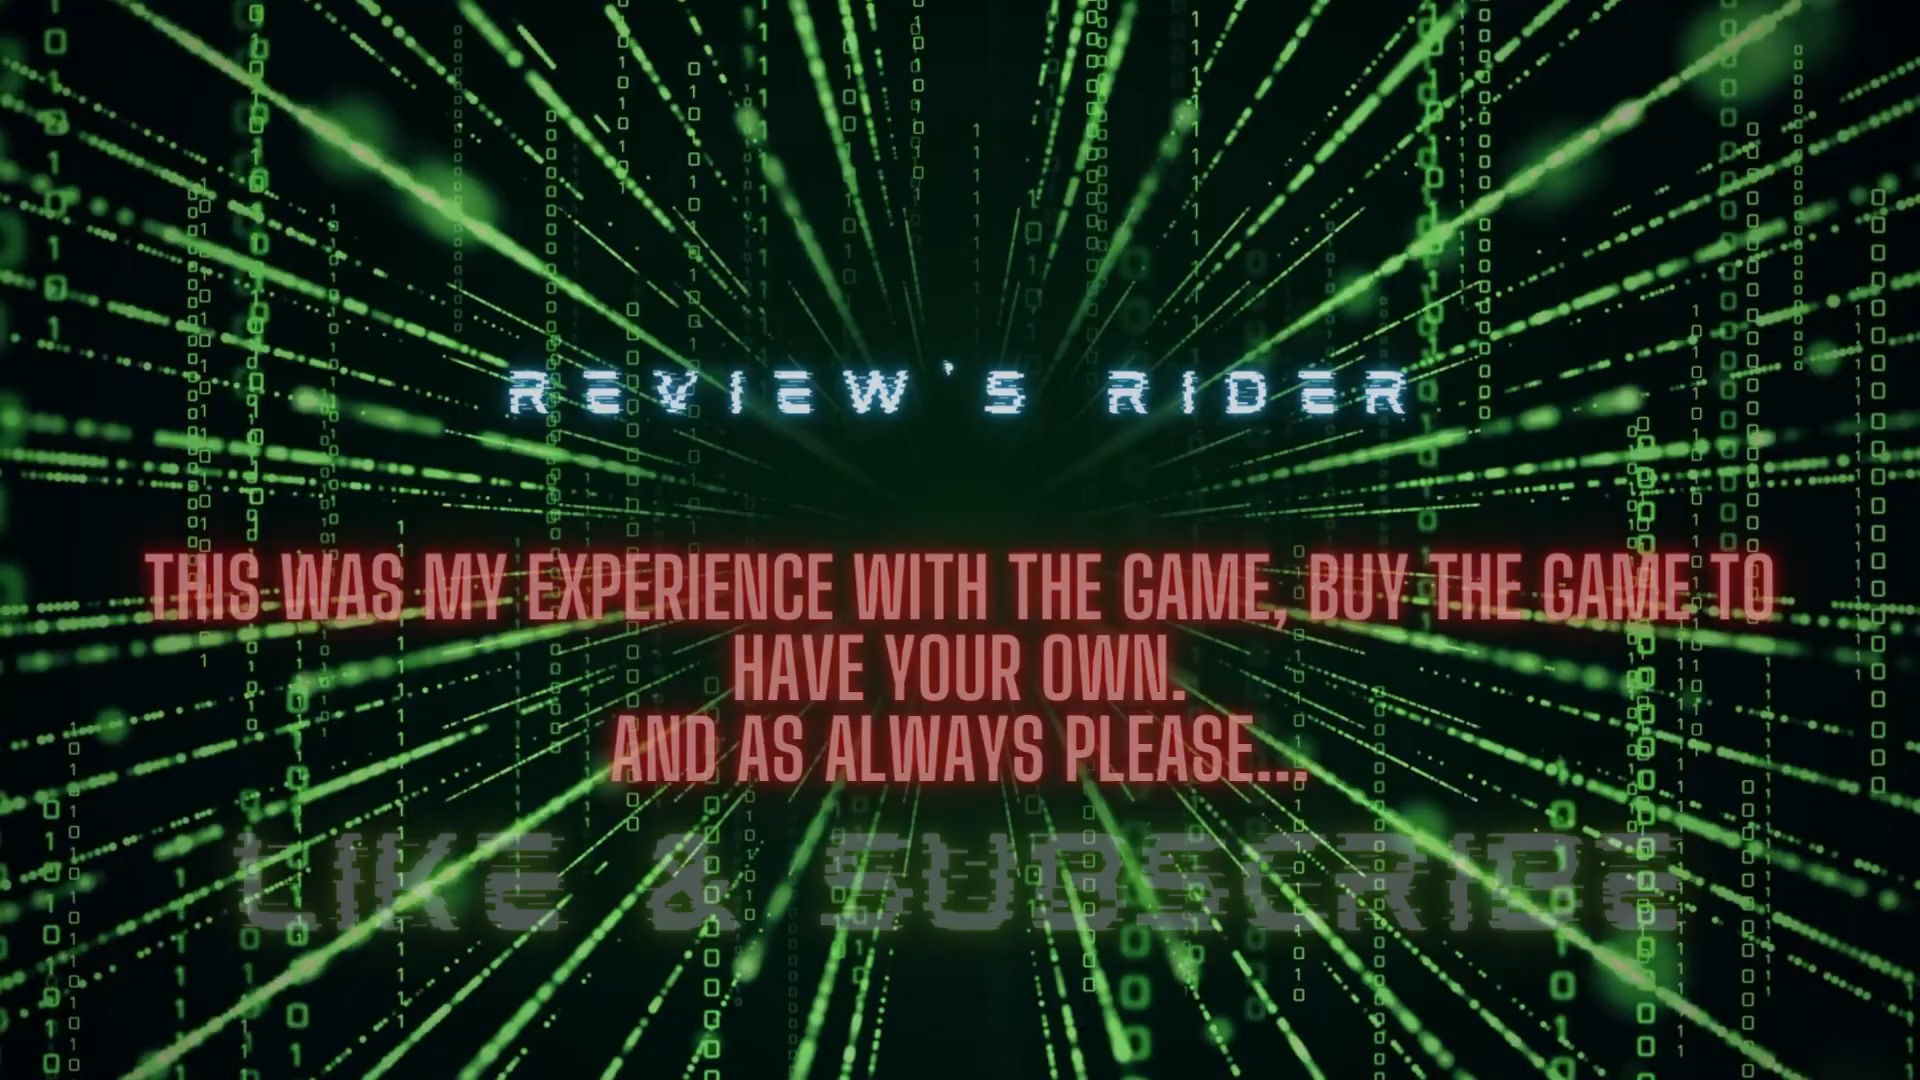 REVIEW'S RIDER
THIS WAS MY EXPERIENCE WITH THE GAME, BUY THE GAME TO
HAVE YOUR OWN.
AND AS ALWAYS PLEASE...
LIKE & SUBSCRIBE